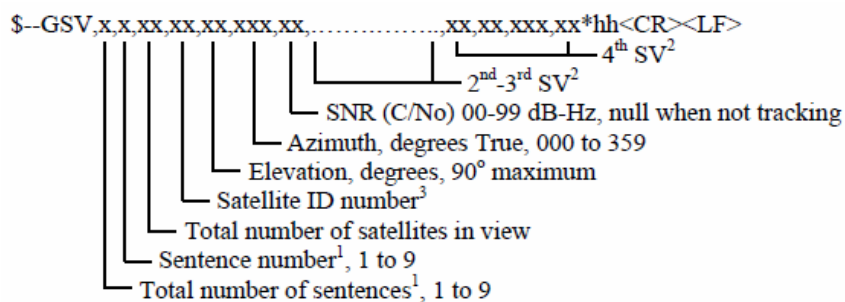 $--GSV,x,x,xx,xx,xx,xxx,xx,................,xx,xx,xxx,xx*hh<CR><LF>
4th SV2
2nd-3rd SV2
SNR (C/No) 00-99 dB-Hz, null when not tracking
Azimuth, degrees True, 000 to 359
Elevation, degrees, 90° maximum
Satellite ID number3
Total number of satellites in view
Sentence number1, 1 to 9
Total number of sentences1, 1 to 9